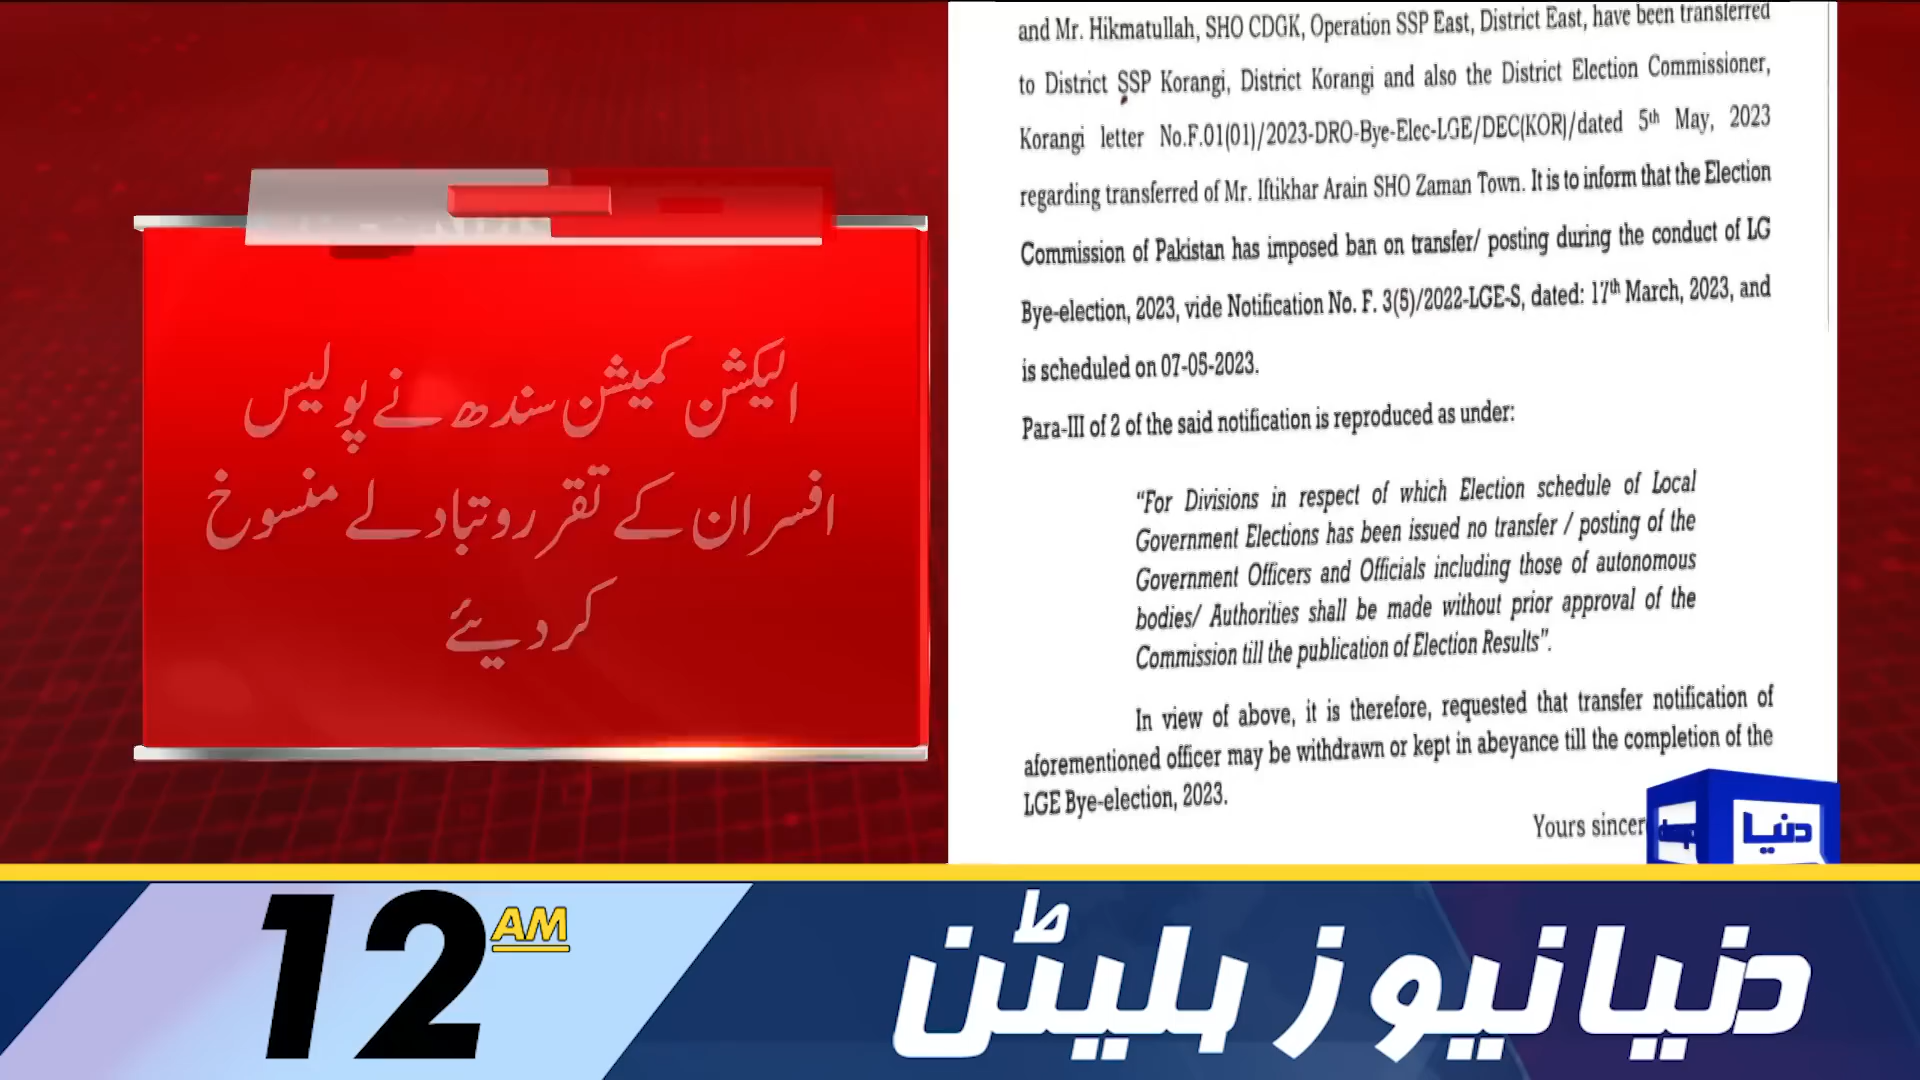 الیکشن کمیشن سندھ نے پولیس
افسران کے تقرر و تبادلے منسوخ
کر دیئے
and Mr. Hikmatullah, SHO CDGK, Operation SSP East, District East, have been transferred
to District SSP Korangi, District Korangi and also the District Election Commissioner,
Korangi letter No.F.01(01)/2023-DRO-Bye-Elec-LGE/DEC(KOR)/dated 5th May, 2023
regarding transferred of Mr. Iftikhar Arain SHO Zaman Town. It is to inform that the Election
Commission of Pakistan has imposed ban on transfer/ posting during the conduct of LG
Bye-election, 2023, vide Notification No. F. 3(5)/2022-LGE-S, dated: 17th March, 2023, and
is scheduled on 07-05-2023.
Para-III of 2 of the said notification is reproduced as under:
“For Divisions in respect of which Election schedule of Local
Government Elections has been issued no transfer / posting of the
Government Officers and Officials including those of autonomous
bodies/ Authorities shall be made without prior approval of the
Commission till the publication of Election Results”.
In view of above, it is therefore, requested that transfer notification of
aforementioned officer may be withdrawn or kept in abeyance till the completion of the
LGE Bye-election, 2023.
Yours sincer
دنیا
12 AM
دنیا نیوز بلیٹن